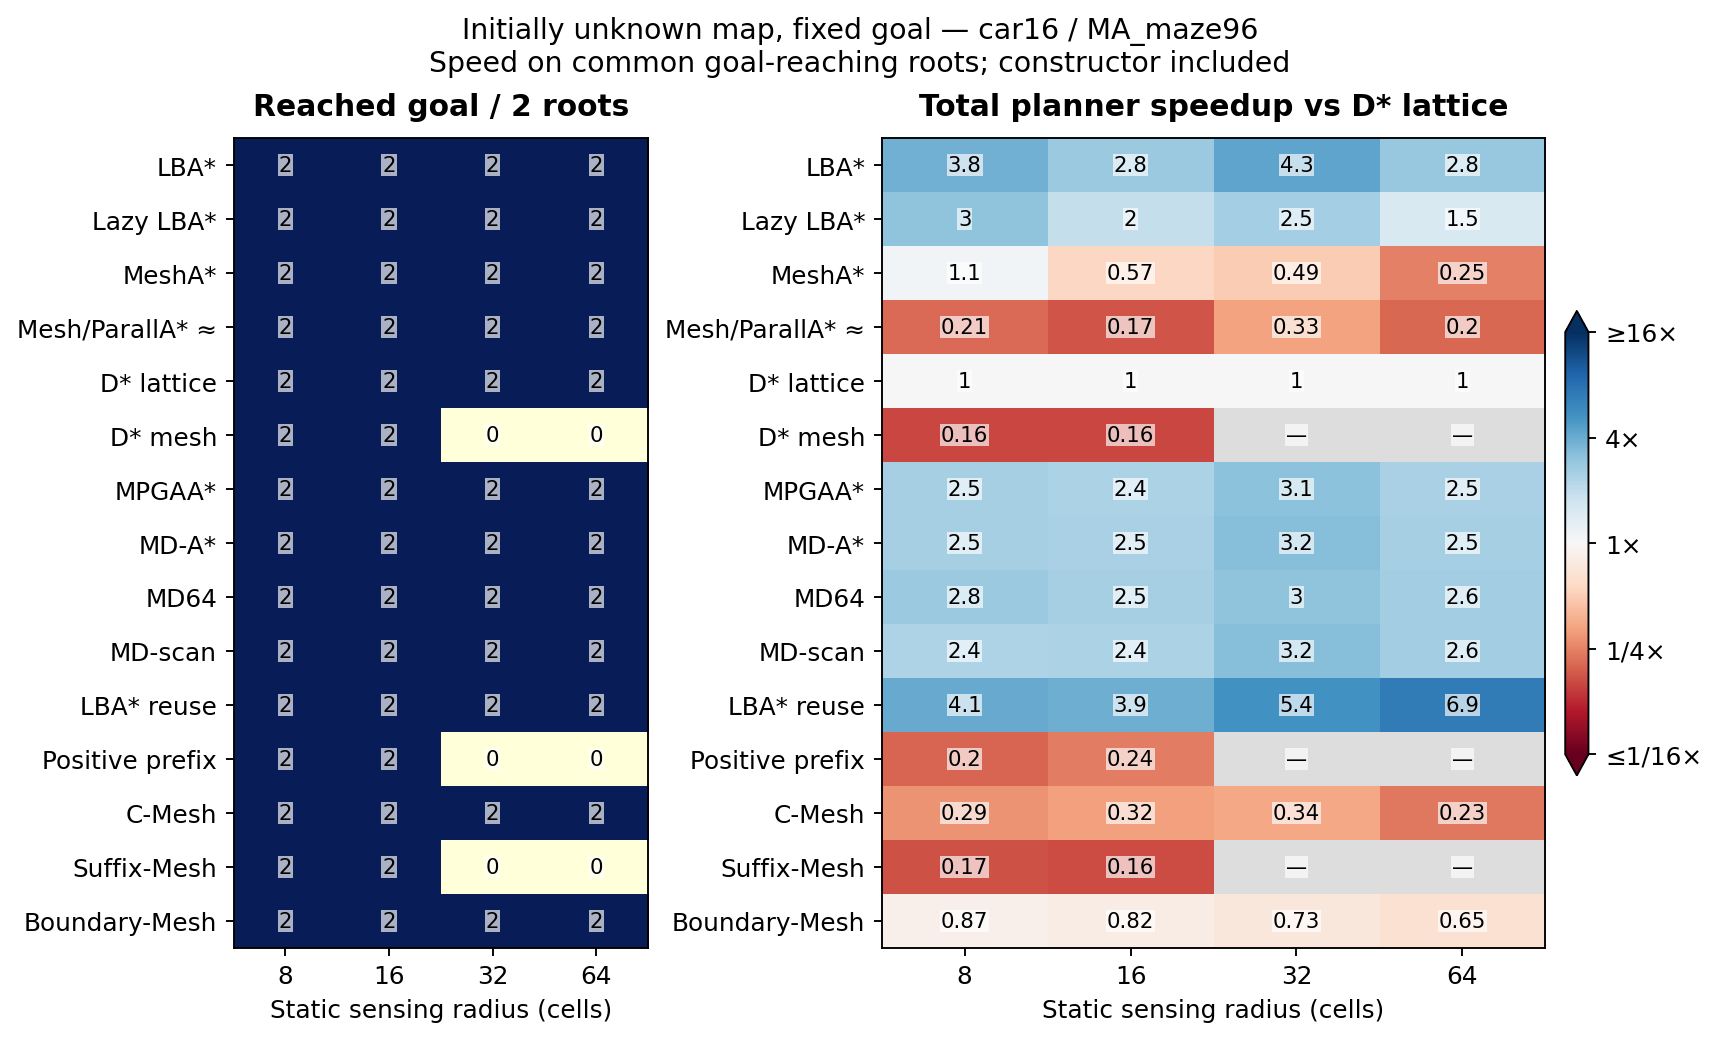 Initially unknown map, fixed goal — car16 / MA_maze96
Speed on common goal-reaching roots; constructor included
Reached goal / 2 roots
LBA* 2 2 2 2
Lazy LBA* 2 2 2 2
MeshA* 2 2 2 2
Mesh/ParallA* ≈ 2 2 2 2
D* lattice 2 2 2 2
D* mesh 2 2 0 0
MPGAA* 2 2 2 2
MD-A* 2 2 2 2
MD64 2 2 2 2
MD-scan 2 2 2 2
LBA* reuse 2 2 2 2
Positive prefix 2 2 0 0
C-Mesh 2 2 2 2
Suffix-Mesh 2 2 0 0
Boundary-Mesh 2 2 2 2
8 16 32 64
Static sensing radius (cells)
Total planner speedup vs D* lattice
LBA* 3.8 2.8 4.3 2.8
Lazy LBA* 3 2 2.5 1.5
MeshA* 1.1 0.57 0.49 0.25
Mesh/ParallA* ≈ 0.21 0.17 0.33 0.2
D* lattice 1 1 1 1
D* mesh 0.16 0.16 — —
MPGAA* 2.5 2.4 3.1 2.5
MD-A* 2.5 2.5 3.2 2.5
MD64 2.8 2.5 3 2.6
MD-scan 2.4 2.4 3.2 2.6
LBA* reuse 4.1 3.9 5.4 6.9
Positive prefix 0.2 0.24 — —
C-Mesh 0.29 0.32 0.34 0.23
Suffix-Mesh 0.17 0.16 — —
Boundary-Mesh 0.87 0.82 0.73 0.65
8 16 32 64
Static sensing radius (cells)
≥16×
4×
1×
1/4×
≤1/16×